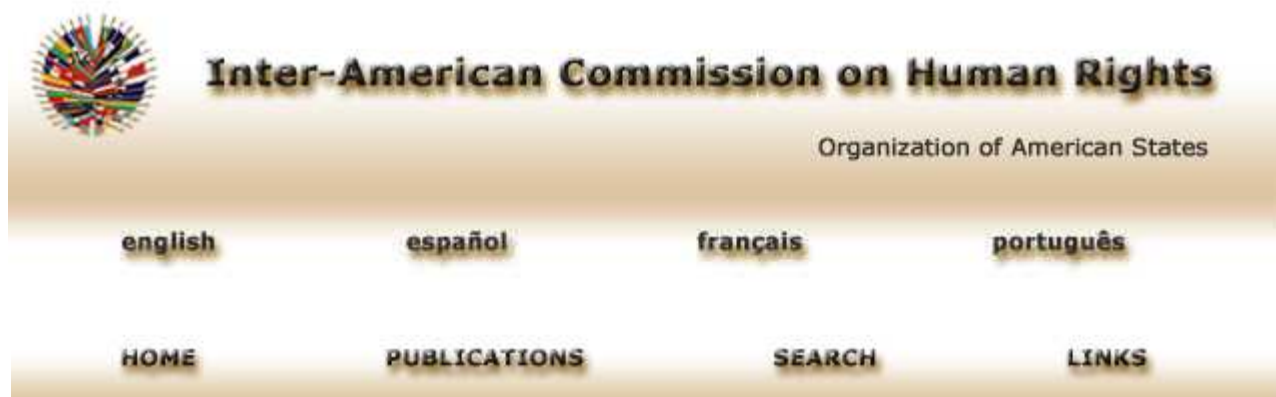 Inter-American Commission on Human Rights
Organization of American States
english español français português
HOME PUBLICATIONS SEARCH LINKS